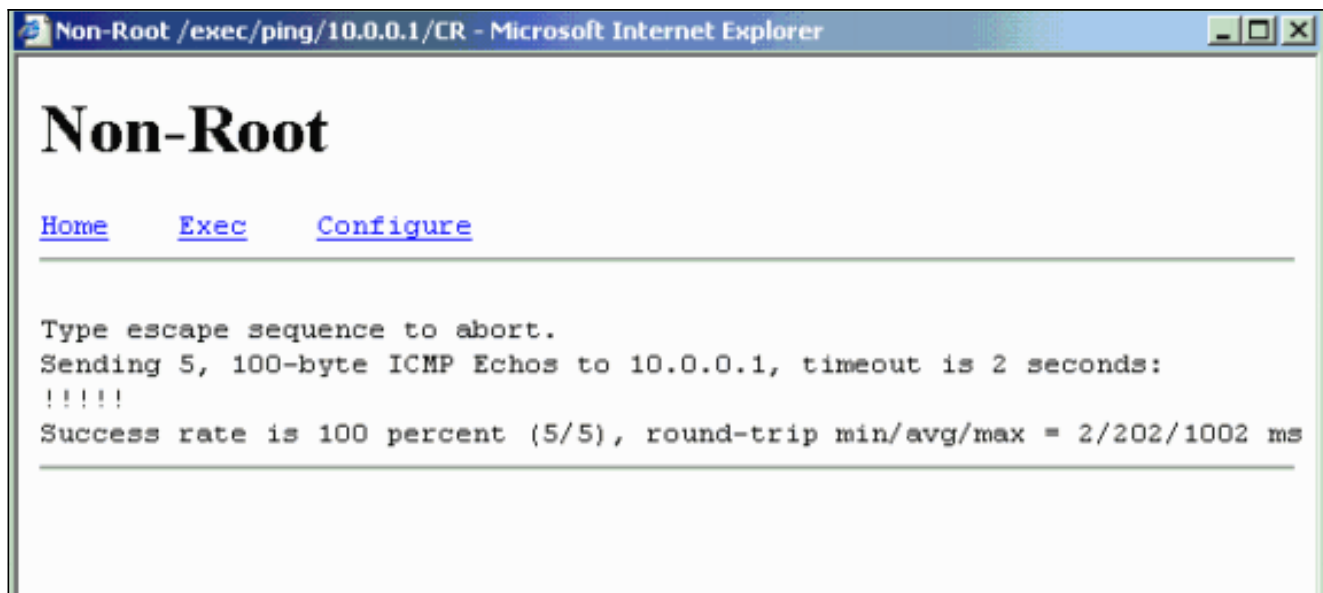 Non-Root /exec/ping/10.0.0.1/CR - Microsoft Internet Explorer
Non-Root
Home Exec Configure
Type escape sequence to abort.
Sending 5, 100-byte ICMP Echos to 10.0.0.1, timeout is 2 seconds:
!!!!!
Success rate is 100 percent (5/5), round-trip min/avg/max = 2/202/1002 ms